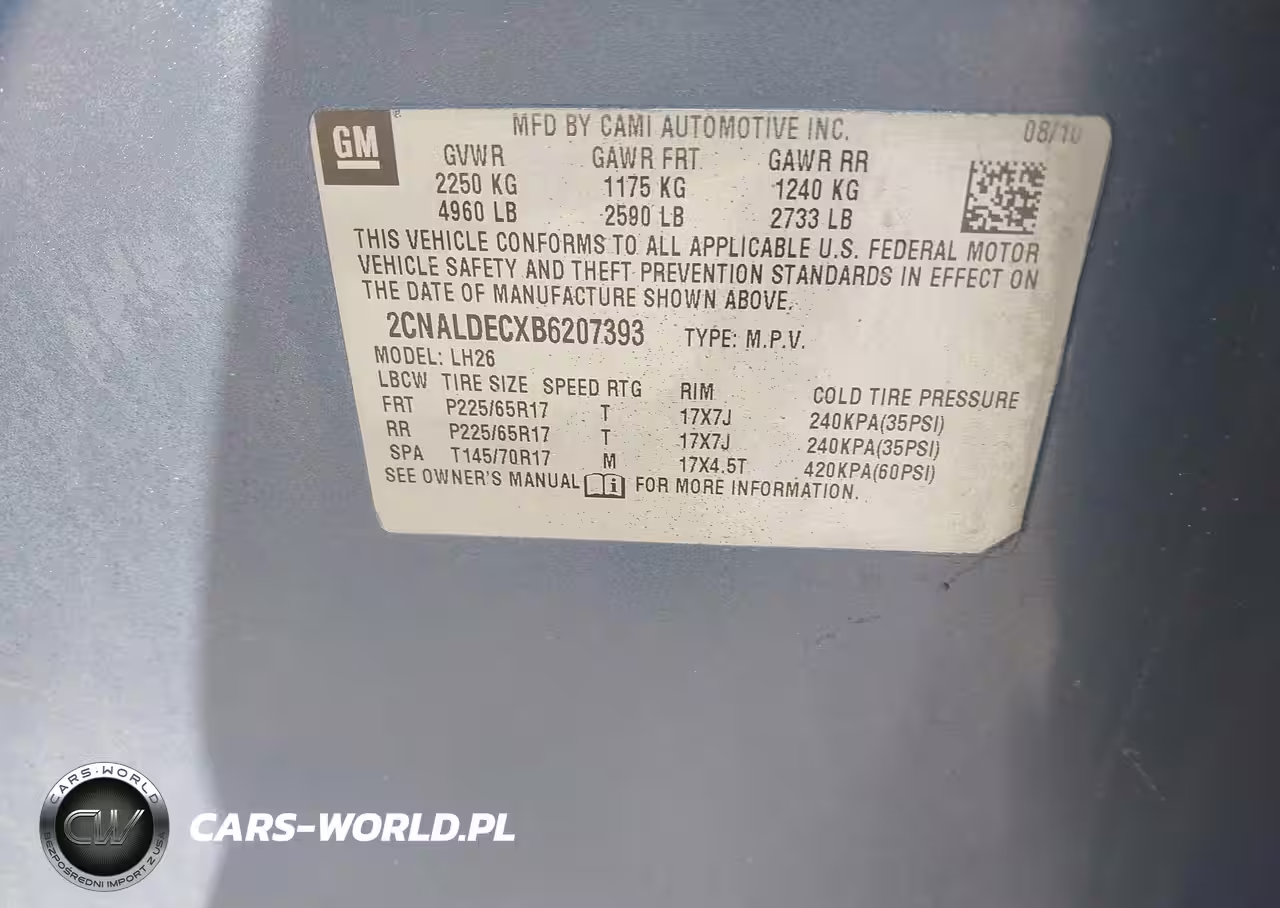 GM
MFD BY CAMI AUTOMOTIVE INC. 08/10
GVWR GAWR FRT GAWR RR
2250 KG 1175 KG 1240 KG
4960 LB 2590 LB 2733 LB
THIS VEHICLE CONFORMS TO ALL APPLICABLE U.S. FEDERAL MOTOR
VEHICLE SAFETY AND THEFT PREVENTION STANDARDS IN EFFECT ON
THE DATE OF MANUFACTURE SHOWN ABOVE.
2CNALDECXB6207393 TYPE: M.P.V.
MODEL: LH26
LBCW TIRE SIZE SPEED RTG RIM COLD TIRE PRESSURE
FRT P225/65R17 T 17X7J 240KPA(35PSI)
RR P225/65R17 T 17X7J 240KPA(35PSI)
SPA T145/70R17 M 17X4.5T 420KPA(60PSI)
SEE OWNER'S MANUAL FOR MORE INFORMATION.
CARS-WORLD
CW
BEZPOŚREDNI IMPORT Z USA
CARS-WORLD.PL